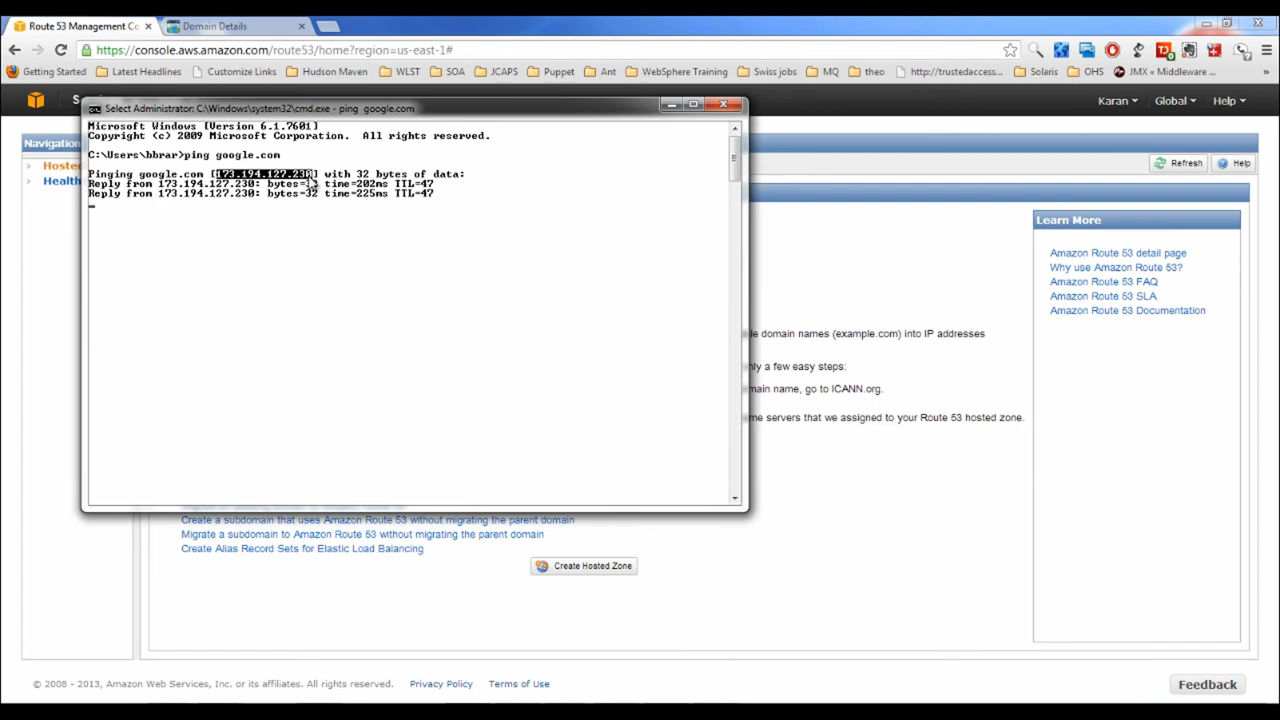 Route 53 Management Co
Domain Details
https://console.aws.amazon.com/route53/home?region=us-east-1#
Getting Started
Latest Headlines
Customize Links
Hudson Maven
WLST
SOA
JCAPS
Puppet
Ant
WebSphere Training
Swiss jobs
MQ
theo
http://trustedaccess...
Solaris
OHS
JMX « Middleware ...
S
Karan
Global
Help
Select Administrator: C:\Windows\system32\cmd.exe - ping google.com
Microsoft Windows [Version 6.1.7601]
Copyright (c) 2009 Microsoft Corporation. All rights reserved.
C:\Users\bbrar>ping google.com
Pinging google.com [173.194.127.230] with 32 bytes of data:
Reply from 173.194.127.230: bytes=32 time=202ms TTL=47
Reply from 173.194.127.230: bytes=32 time=225ms TTL=47
Navigation
Hoste
Health
Refresh
Help
Learn More
Amazon Route 53 detail page
Why use Amazon Route 53?
Amazon Route 53 FAQ
Amazon Route 53 SLA
Amazon Route 53 Documentation
le domain names (example.com) into IP addresses
nly a few easy steps:
main name, go to ICANN.org.
me servers that we assigned to your Route 53 hosted zone.
Create a subdomain that uses Amazon Route 53 without migrating the parent domain
Migrate a subdomain to Amazon Route 53 without migrating the parent domain
Create Alias Record Sets for Elastic Load Balancing
Create Hosted Zone
© 2008 - 2013, Amazon Web Services, Inc. or its affiliates. All rights reserved.
Privacy Policy
Terms of Use
Feedback